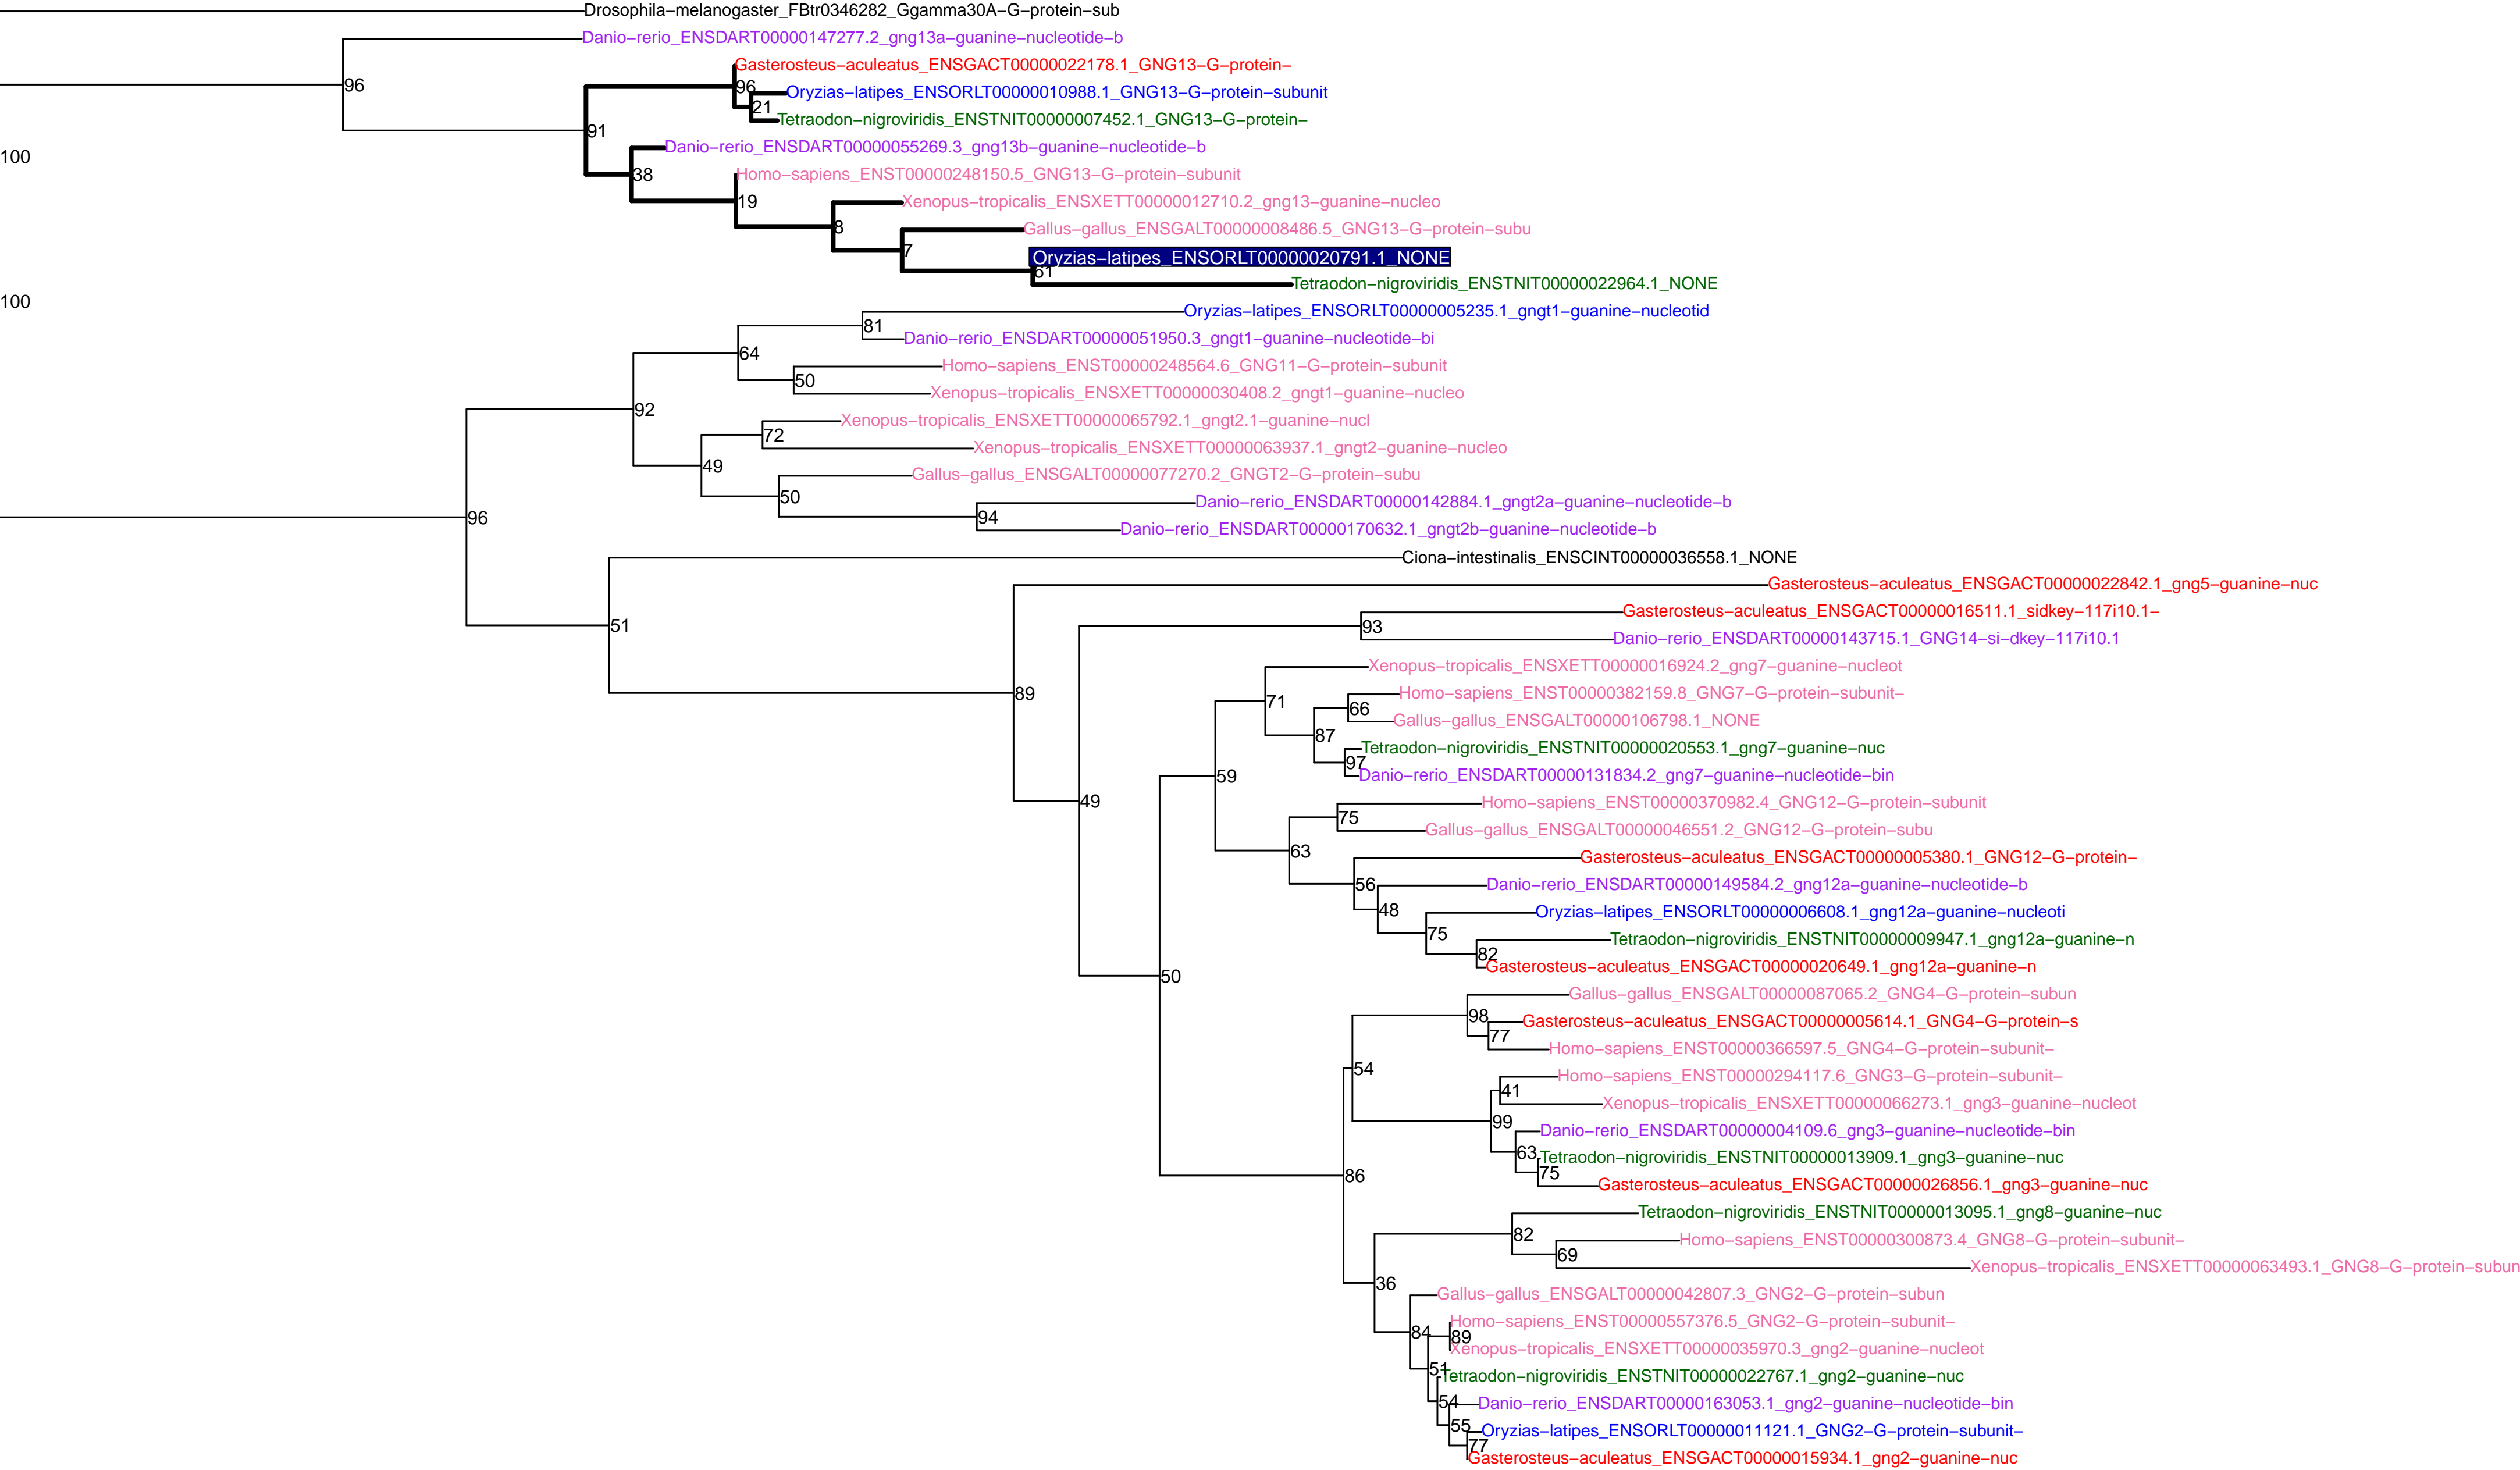 Drosophila−melanogaster_FBtr0346282_Ggamma30A−G−protein−sub
Danio−rerio_ENSDART00000147277.2_gng13a−guanine−nucleotide−b
96
Gasterosteus−aculeatus_ENSGACT00000022178.1_GNG13−G−protein−
96
Oryzias−latipes_ENSORLT00000010988.1_GNG13−G−protein−subunit
21
Tetraodon−nigroviridis_ENSTNIT00000007452.1_GNG13−G−protein−
91
Danio−rerio_ENSDART00000055269.3_gng13b−guanine−nucleotide−b
100
38
Homo−sapiens_ENST00000248150.5_GNG13−G−protein−subunit
19
Xenopus−tropicalis_ENSXETT00000012710.2_gng13−guanine−nucleo
8
Gallus−gallus_ENSGALT00000008486.5_GNG13−G−protein−subu
7
Oryzias−latipes_ENSORLT00000020791.1_NONE
61
Tetraodon−nigroviridis_ENSTNIT00000022964.1_NONE
100
Oryzias−latipes_ENSORLT00000005235.1_gngt1−guanine−nucleotid
81
Danio−rerio_ENSDART00000051950.3_gngt1−guanine−nucleotide−bi
64
Homo−sapiens_ENST00000248564.6_GNG11−G−protein−subunit
50
Xenopus−tropicalis_ENSXETT00000030408.2_gngt1−guanine−nucleo
92
Xenopus−tropicalis_ENSXETT00000065792.1_gngt2.1−guanine−nucl
72
Xenopus−tropicalis_ENSXETT00000063937.1_gngt2−guanine−nucleo
49
Gallus−gallus_ENSGALT00000077270.2_GNGT2−G−protein−subu
50
Danio−rerio_ENSDART00000142884.1_gngt2a−guanine−nucleotide−b
94
96
Danio−rerio_ENSDART00000170632.1_gngt2b−guanine−nucleotide−b
Ciona−intestinalis_ENSCINT00000036558.1_NONE
Gasterosteus−aculeatus_ENSGACT00000022842.1_gng5−guanine−nuc
Gasterosteus−aculeatus_ENSGACT00000016511.1_sidkey−117i10.1−
51
93
Danio−rerio_ENSDART00000143715.1_GNG14−si−dkey−117i10.1
Xenopus−tropicalis_ENSXETT00000016924.2_gng7−guanine−nucleot
89
Homo−sapiens_ENST00000382159.8_GNG7−G−protein−subunit−
71
66
Gallus−gallus_ENSGALT00000106798.1_NONE
87
Tetraodon−nigroviridis_ENSTNIT00000020553.1_gng7−guanine−nuc
97
Danio−rerio_ENSDART00000131834.2_gng7−guanine−nucleotide−bin
59
49
Homo−sapiens_ENST00000370982.4_GNG12−G−protein−subunit
75
Gallus−gallus_ENSGALT00000046551.2_GNG12−G−protein−subu
63
Gasterosteus−aculeatus_ENSGACT00000005380.1_GNG12−G−protein−
56
Danio−rerio_ENSDART00000149584.2_gng12a−guanine−nucleotide−b
48
Oryzias−latipes_ENSORLT00000006608.1_gng12a−guanine−nucleoti
75
Tetraodon−nigroviridis_ENSTNIT00000009947.1_gng12a−guanine−n
82
Gasterosteus−aculeatus_ENSGACT00000020649.1_gng12a−guanine−n
50
Gallus−gallus_ENSGALT00000087065.2_GNG4−G−protein−subun
98
Gasterosteus−aculeatus_ENSGACT00000005614.1_GNG4−G−protein−s
77
Homo−sapiens_ENST00000366597.5_GNG4−G−protein−subunit−
54
Homo−sapiens_ENST00000294117.6_GNG3−G−protein−subunit−
41
Xenopus−tropicalis_ENSXETT00000066273.1_gng3−guanine−nucleot
99
Danio−rerio_ENSDART00000004109.6_gng3−guanine−nucleotide−bin
63
Tetraodon−nigroviridis_ENSTNIT00000013909.1_gng3−guanine−nuc
75
86
Gasterosteus−aculeatus_ENSGACT00000026856.1_gng3−guanine−nuc
Tetraodon−nigroviridis_ENSTNIT00000013095.1_gng8−guanine−nuc
82
Homo−sapiens_ENST00000300873.4_GNG8−G−protein−subunit−
69
Xenopus−tropicalis_ENSXETT00000063493.1_GNG8−G−protein−subun
36
Gallus−gallus_ENSGALT00000042807.3_GNG2−G−protein−subun
Homo−sapiens_ENST00000557376.5_GNG2−G−protein−subunit−
84
89
Xenopus−tropicalis_ENSXETT00000035970.3_gng2−guanine−nucleot
51
Tetraodon−nigroviridis_ENSTNIT00000022767.1_gng2−guanine−nuc
54
Danio−rerio_ENSDART00000163053.1_gng2−guanine−nucleotide−bin
55
Oryzias−latipes_ENSORLT00000011121.1_GNG2−G−protein−subunit−
77
Gasterosteus−aculeatus_ENSGACT00000015934.1_gng2−guanine−nuc